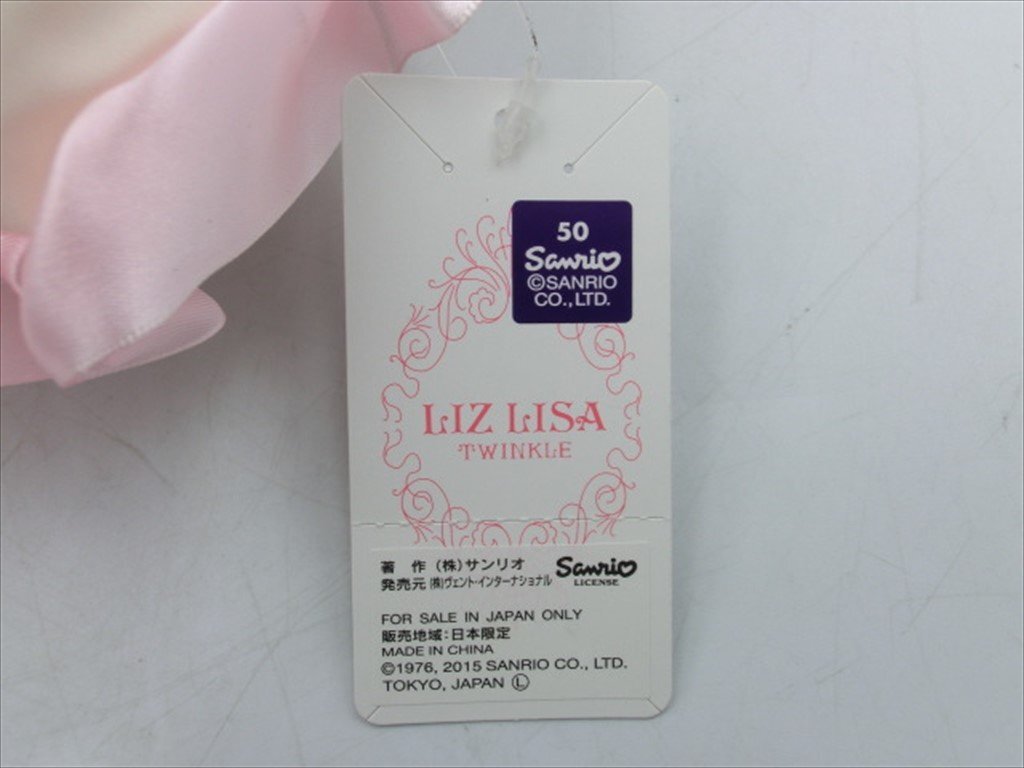 50
Sanrio
©SANRIO
CO.,LTD.
LIZ LISA
TWINKLE
著 作 (株)サンリオ
発売元 (株)ヴェント・インターナショナル
Sanrio
LICENSE
FOR SALE IN JAPAN ONLY
販売地域:日本限定
MADE IN CHINA
©1976, 2015 SANRIO CO., LTD.
TOKYO, JAPAN Ⓛ